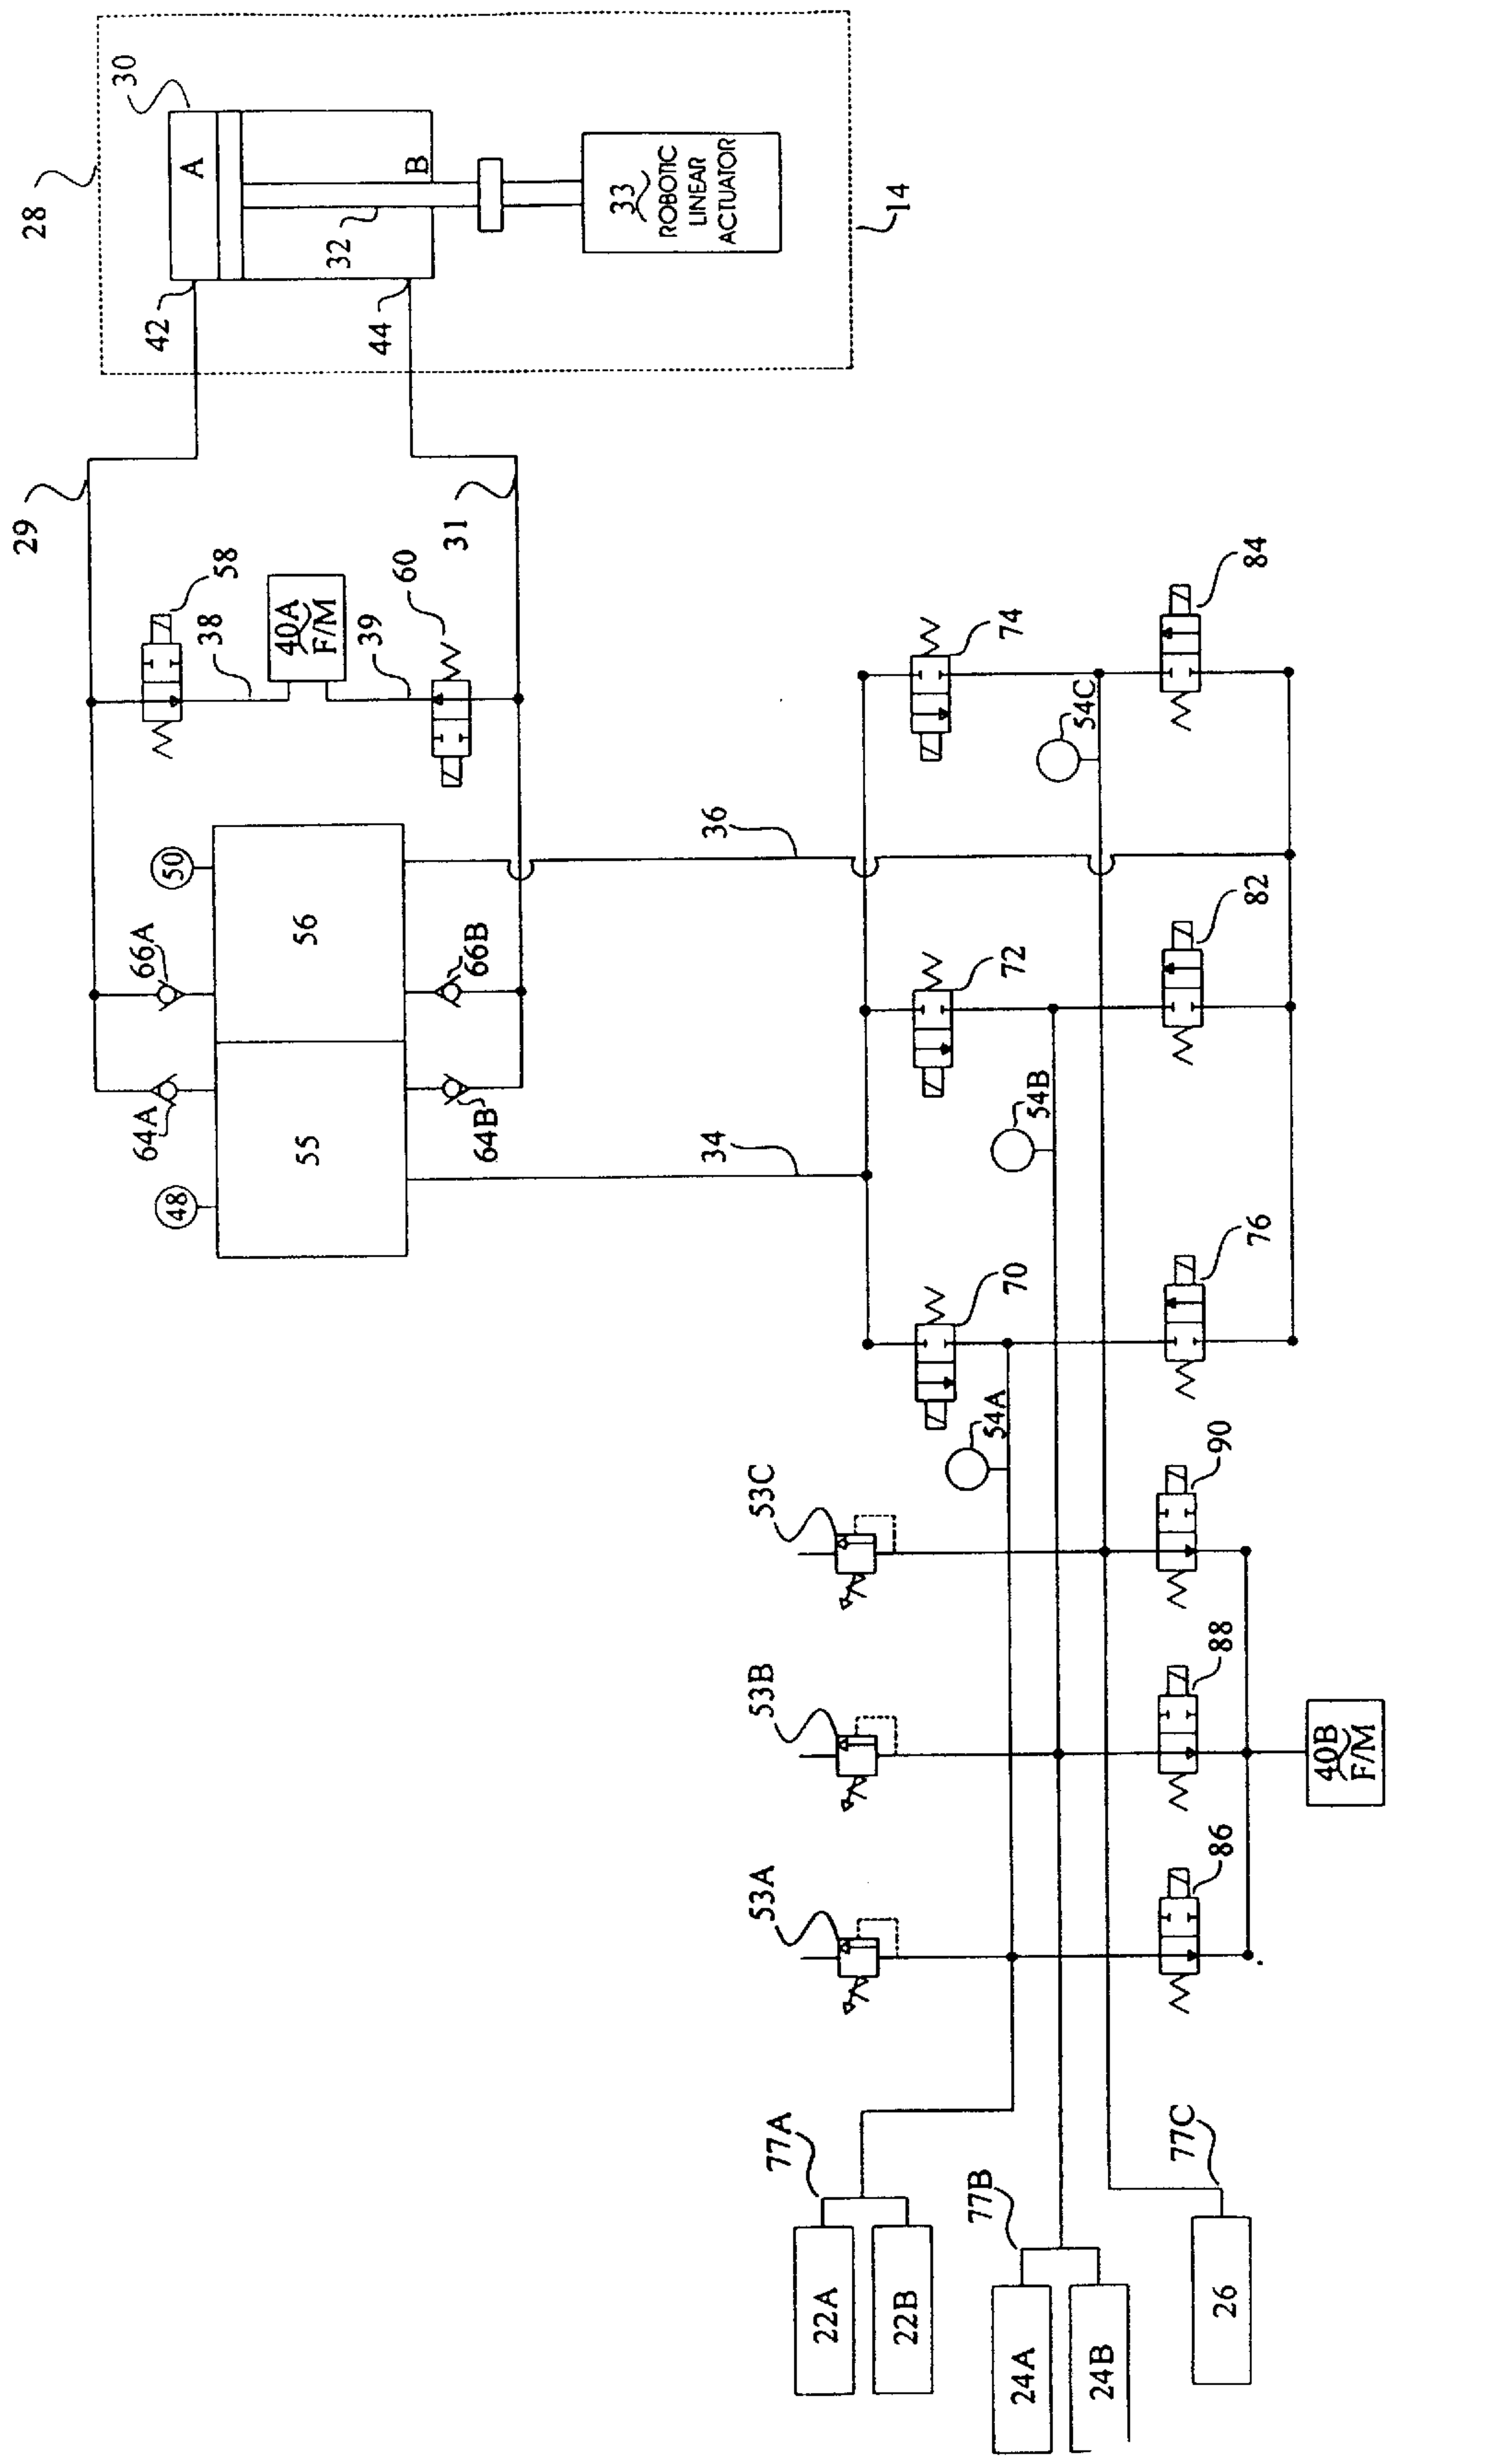 29
28
30
64A
66A
42
48
50
A
38
58
40A
F/M
55
56
32
39
44
60
B
31
64B
66B
33
ROBOTIC
LINEAR
ACTUATOR
34
36
53A
53B
53C
77A
14
22A
22B
77B
54A
70
54B
72
54C
74
24A
24B
77C
26
86
88
90
76
82
84
40B
F/M